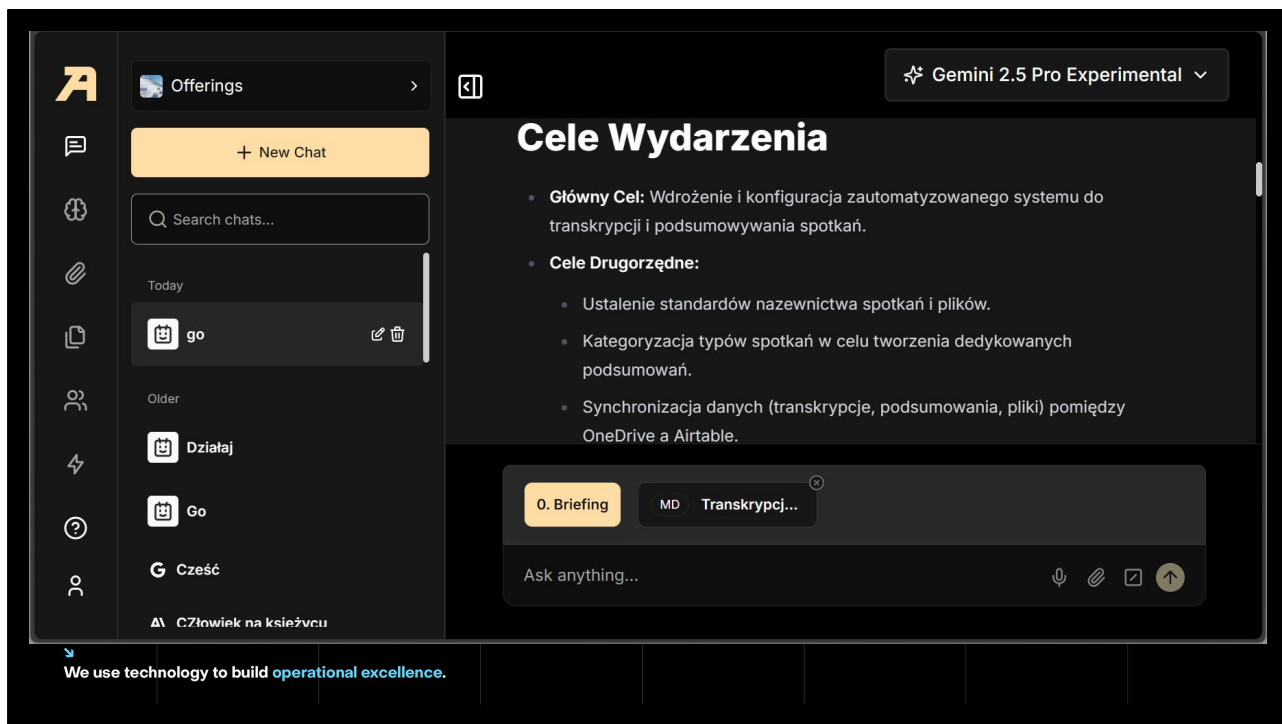 Offerings
+ New Chat
Search chats...
Today
go
Older
Działaj
Go
Cześć
CZłowiek na księżycu
Gemini 2.5 Pro Experimental
Cele Wydarzenia
Główny Cel: Wdrożenie i konfiguracja zautomatyzowanego systemu do
transkrypcji i podsumowywania spotkań.
Cele Drugorzędne:
Ustalenie standardów nazewnictwa spotkań i plików.
Kategoryzacja typów spotkań w celu tworzenia dedykowanych
podsumowań.
Synchronizacja danych (transkrypcje, podsumowania, pliki) pomiędzy
OneDrive a Airtable.
0. Briefing
MD Transkrypcj...
Ask anything...
We use technology to build operational excellence.